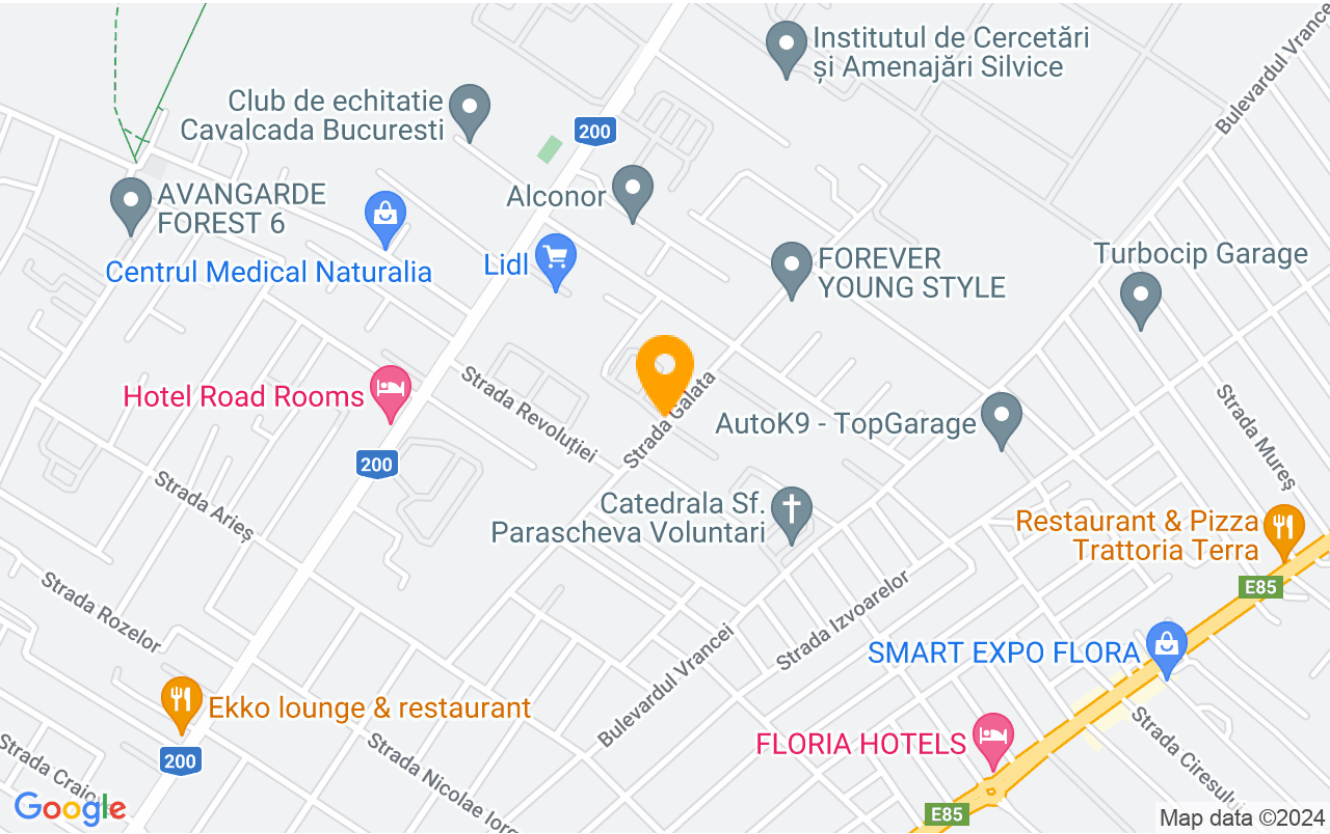 Institutul de Cercetări
și Amenajări Silvice
Bulevardul Vrancei
Club de echitatie
Cavalcada Bucuresti
200
AVANGARDE
FOREST 6
Alconor
Centrul Medical Naturalia
Lidl
FOREVER
YOUNG STYLE
Turbocip Garage
Hotel Road Rooms
Strada Revoluției
Strada Galata
AutoK9 - TopGarage
Strada Mureș
200
Strada Arieș
Catedrala Sf.
Parascheva Voluntari
Restaurant & Pizza
Trattoria Terra
E85
Strada Rozelor
Strada Izvoarelor
SMART EXPO FLORA
Bulevardul Vrancei
Ekko lounge & restaurant
FLORIA HOTELS
200
Strada Nicolae Iorg
Strada Ciresului
Strada Craio
Google
E85
Map data ©2024